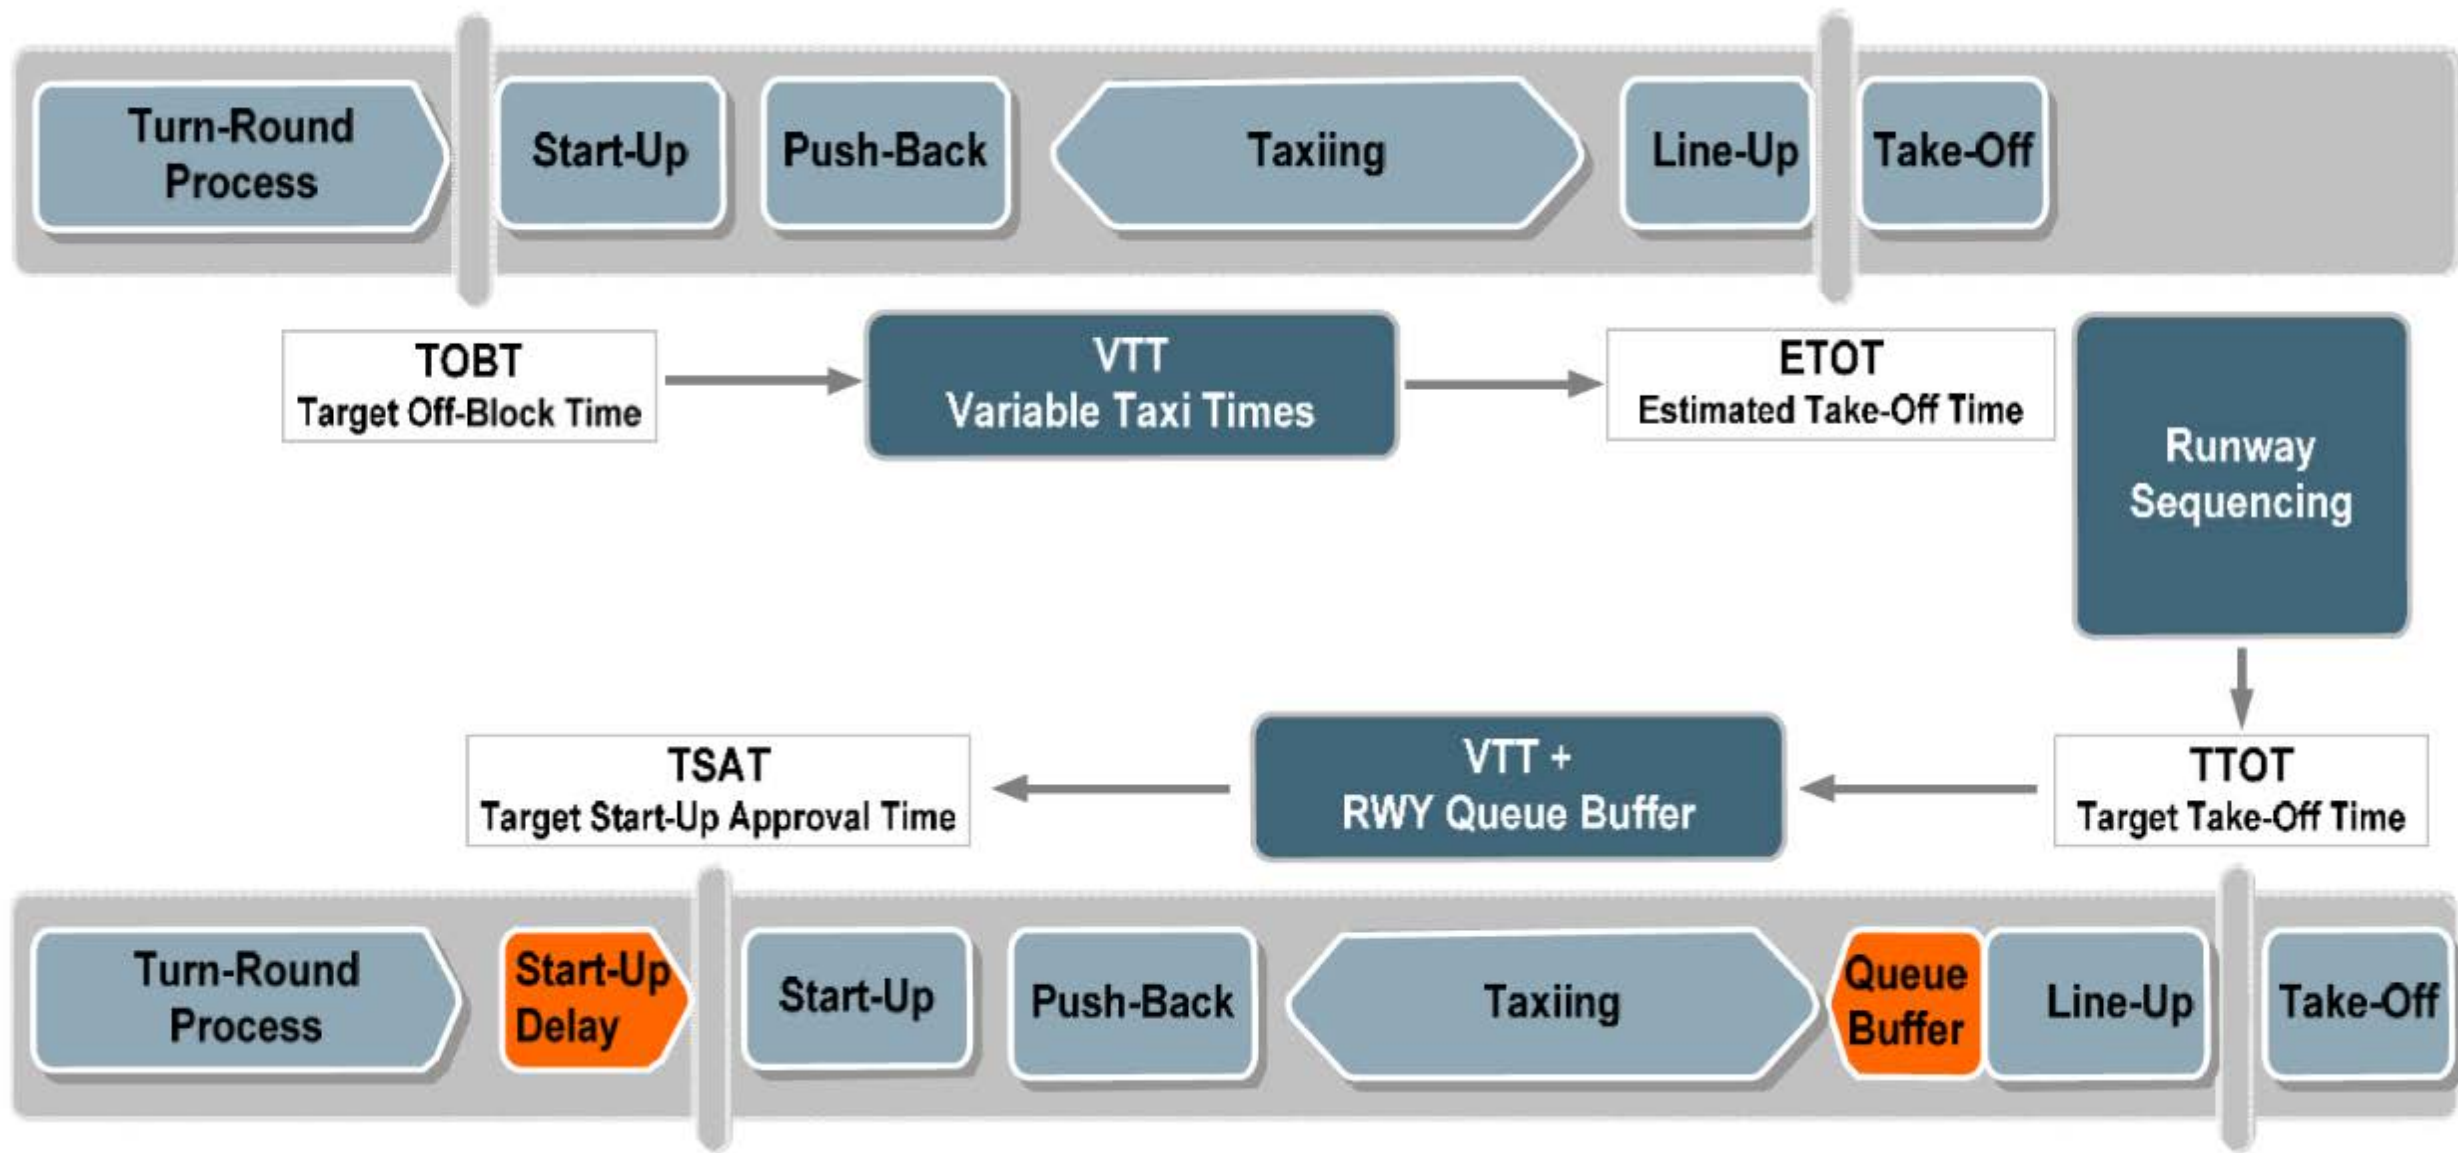 Turn-Round
Process
Start-Up
Push-Back
Taxiing
Line-Up
Take-Off
TOBT
Target Off-Block Time
VTT
Variable Taxi Times
ETOT
Estimated Take-Off Time
Runway
Sequencing
TSAT
Target Start-Up Approval Time
VTT +
RWY Queue Buffer
TTOT
Target Take-Off Time
Turn-Round
Process
Start-Up
Delay
Start-Up
Push-Back
Taxiing
Queue
Buffer
Line-Up
Take-Off